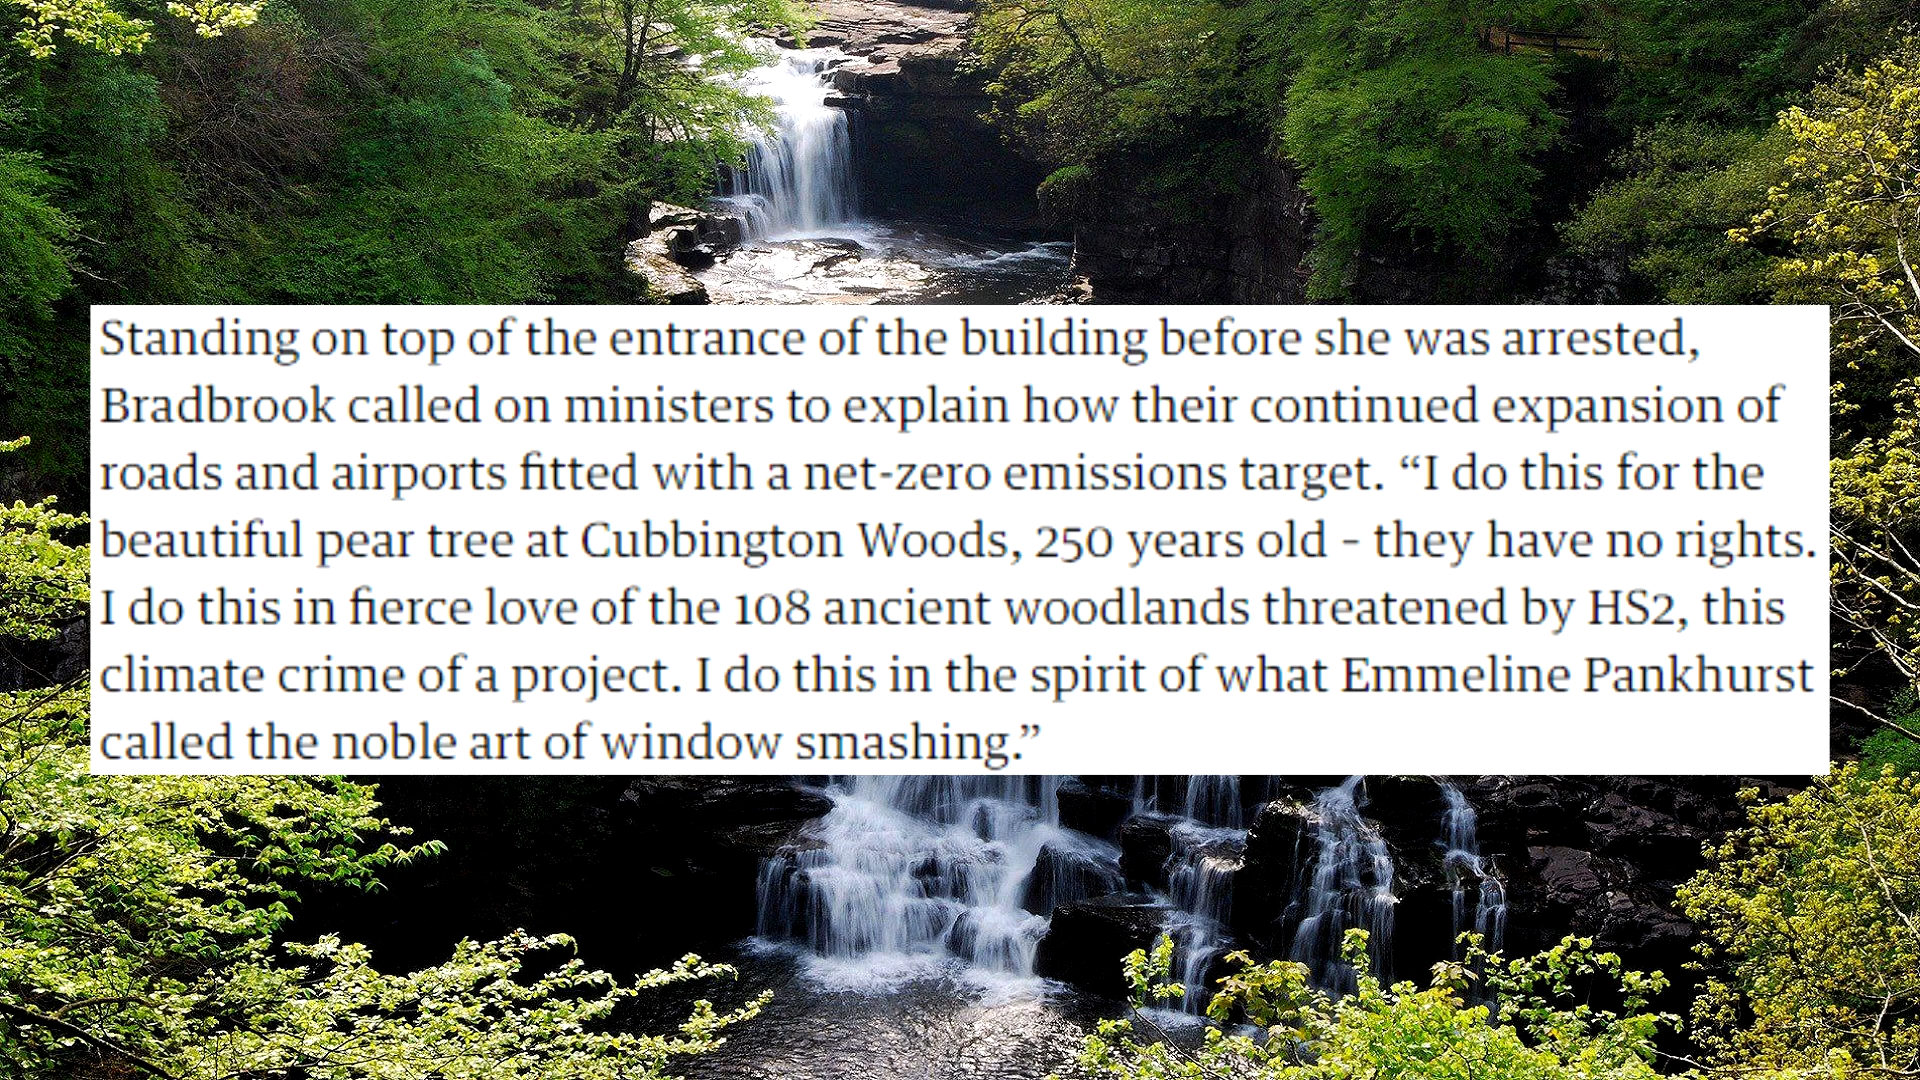 Standing on top of the entrance of the building before she was arrested,
Bradbrook called on ministers to explain how their continued expansion of
roads and airports fitted with a net-zero emissions target. “I do this for the
beautiful pear tree at Cubbington Woods, 250 years old - they have no rights.
I do this in fierce love of the 108 ancient woodlands threatened by HS2, this
climate crime of a project. I do this in the spirit of what Emmeline Pankhurst
called the noble art of window smashing.”